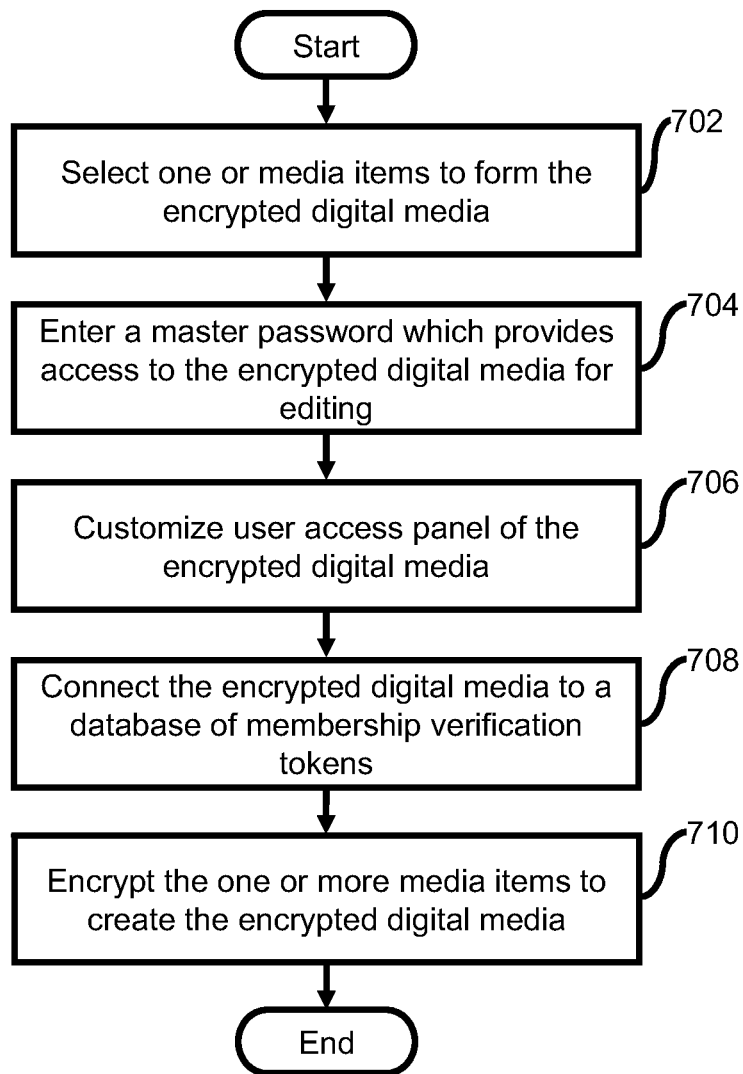 Start
702
Select one or media items to form the
encrypted digital media
704
Enter a master password which provides
access to the encrypted digital media for
editing
706
Customize user access panel of the
encrypted digital media
708
Connect the encrypted digital media to a
database of membership verification
tokens
710
Encrypt the one or more media items to
create the encrypted digital media
End